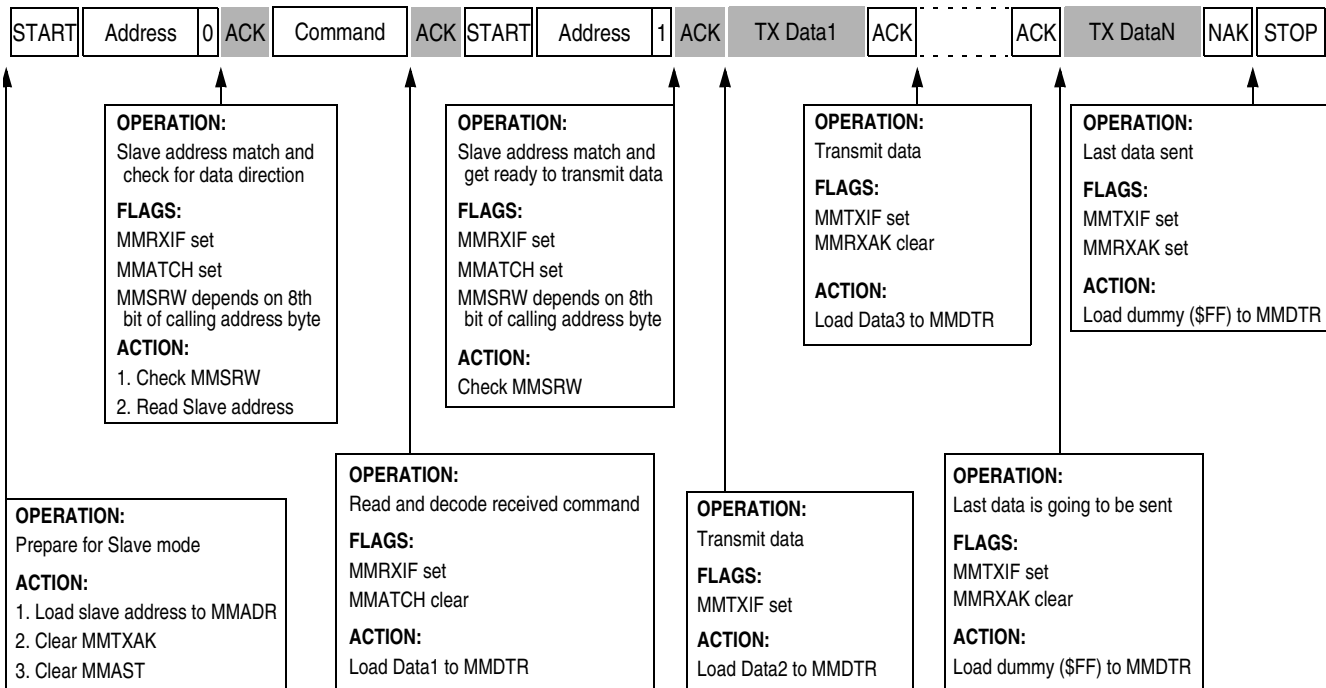 START Address 0 ACK Command ACK START Address 1 ACK TX Data1 ACK ACK TX DataN NAK STOP
OPERATION:
Slave address match and
check for data direction
FLAGS:
MMRXIF set
MMATCH set
MMSRW depends on 8th
bit of calling address byte
ACTION:
1. Check MMSRW
2. Read Slave address
OPERATION:
Slave address match and
get ready to transmit data
FLAGS:
MMRXIF set
MMATCH set
MMSRW depends on 8th
bit of calling address byte
ACTION:
Check MMSRW
OPERATION:
Transmit data
FLAGS:
MMTXIF set
MMRXAK clear
ACTION:
Load Data3 to MMDTR
OPERATION:
Last data sent
FLAGS:
MMTXIF set
MMRXAK set
ACTION:
Load dummy ($FF) to MMDTR
OPERATION:
Prepare for Slave mode
ACTION:
1. Load slave address to MMADR
2. Clear MMTXAK
3. Clear MMAST
OPERATION:
Read and decode received command
FLAGS:
MMRXIF set
MMATCH clear
ACTION:
Load Data1 to MMDTR
OPERATION:
Transmit data
FLAGS:
MMTXIF set
ACTION:
Load Data2 to MMDTR
OPERATION:
Last data is going to be sent
FLAGS:
MMTXIF set
MMRXAK clear
ACTION:
Load dummy ($FF) to MMDTR